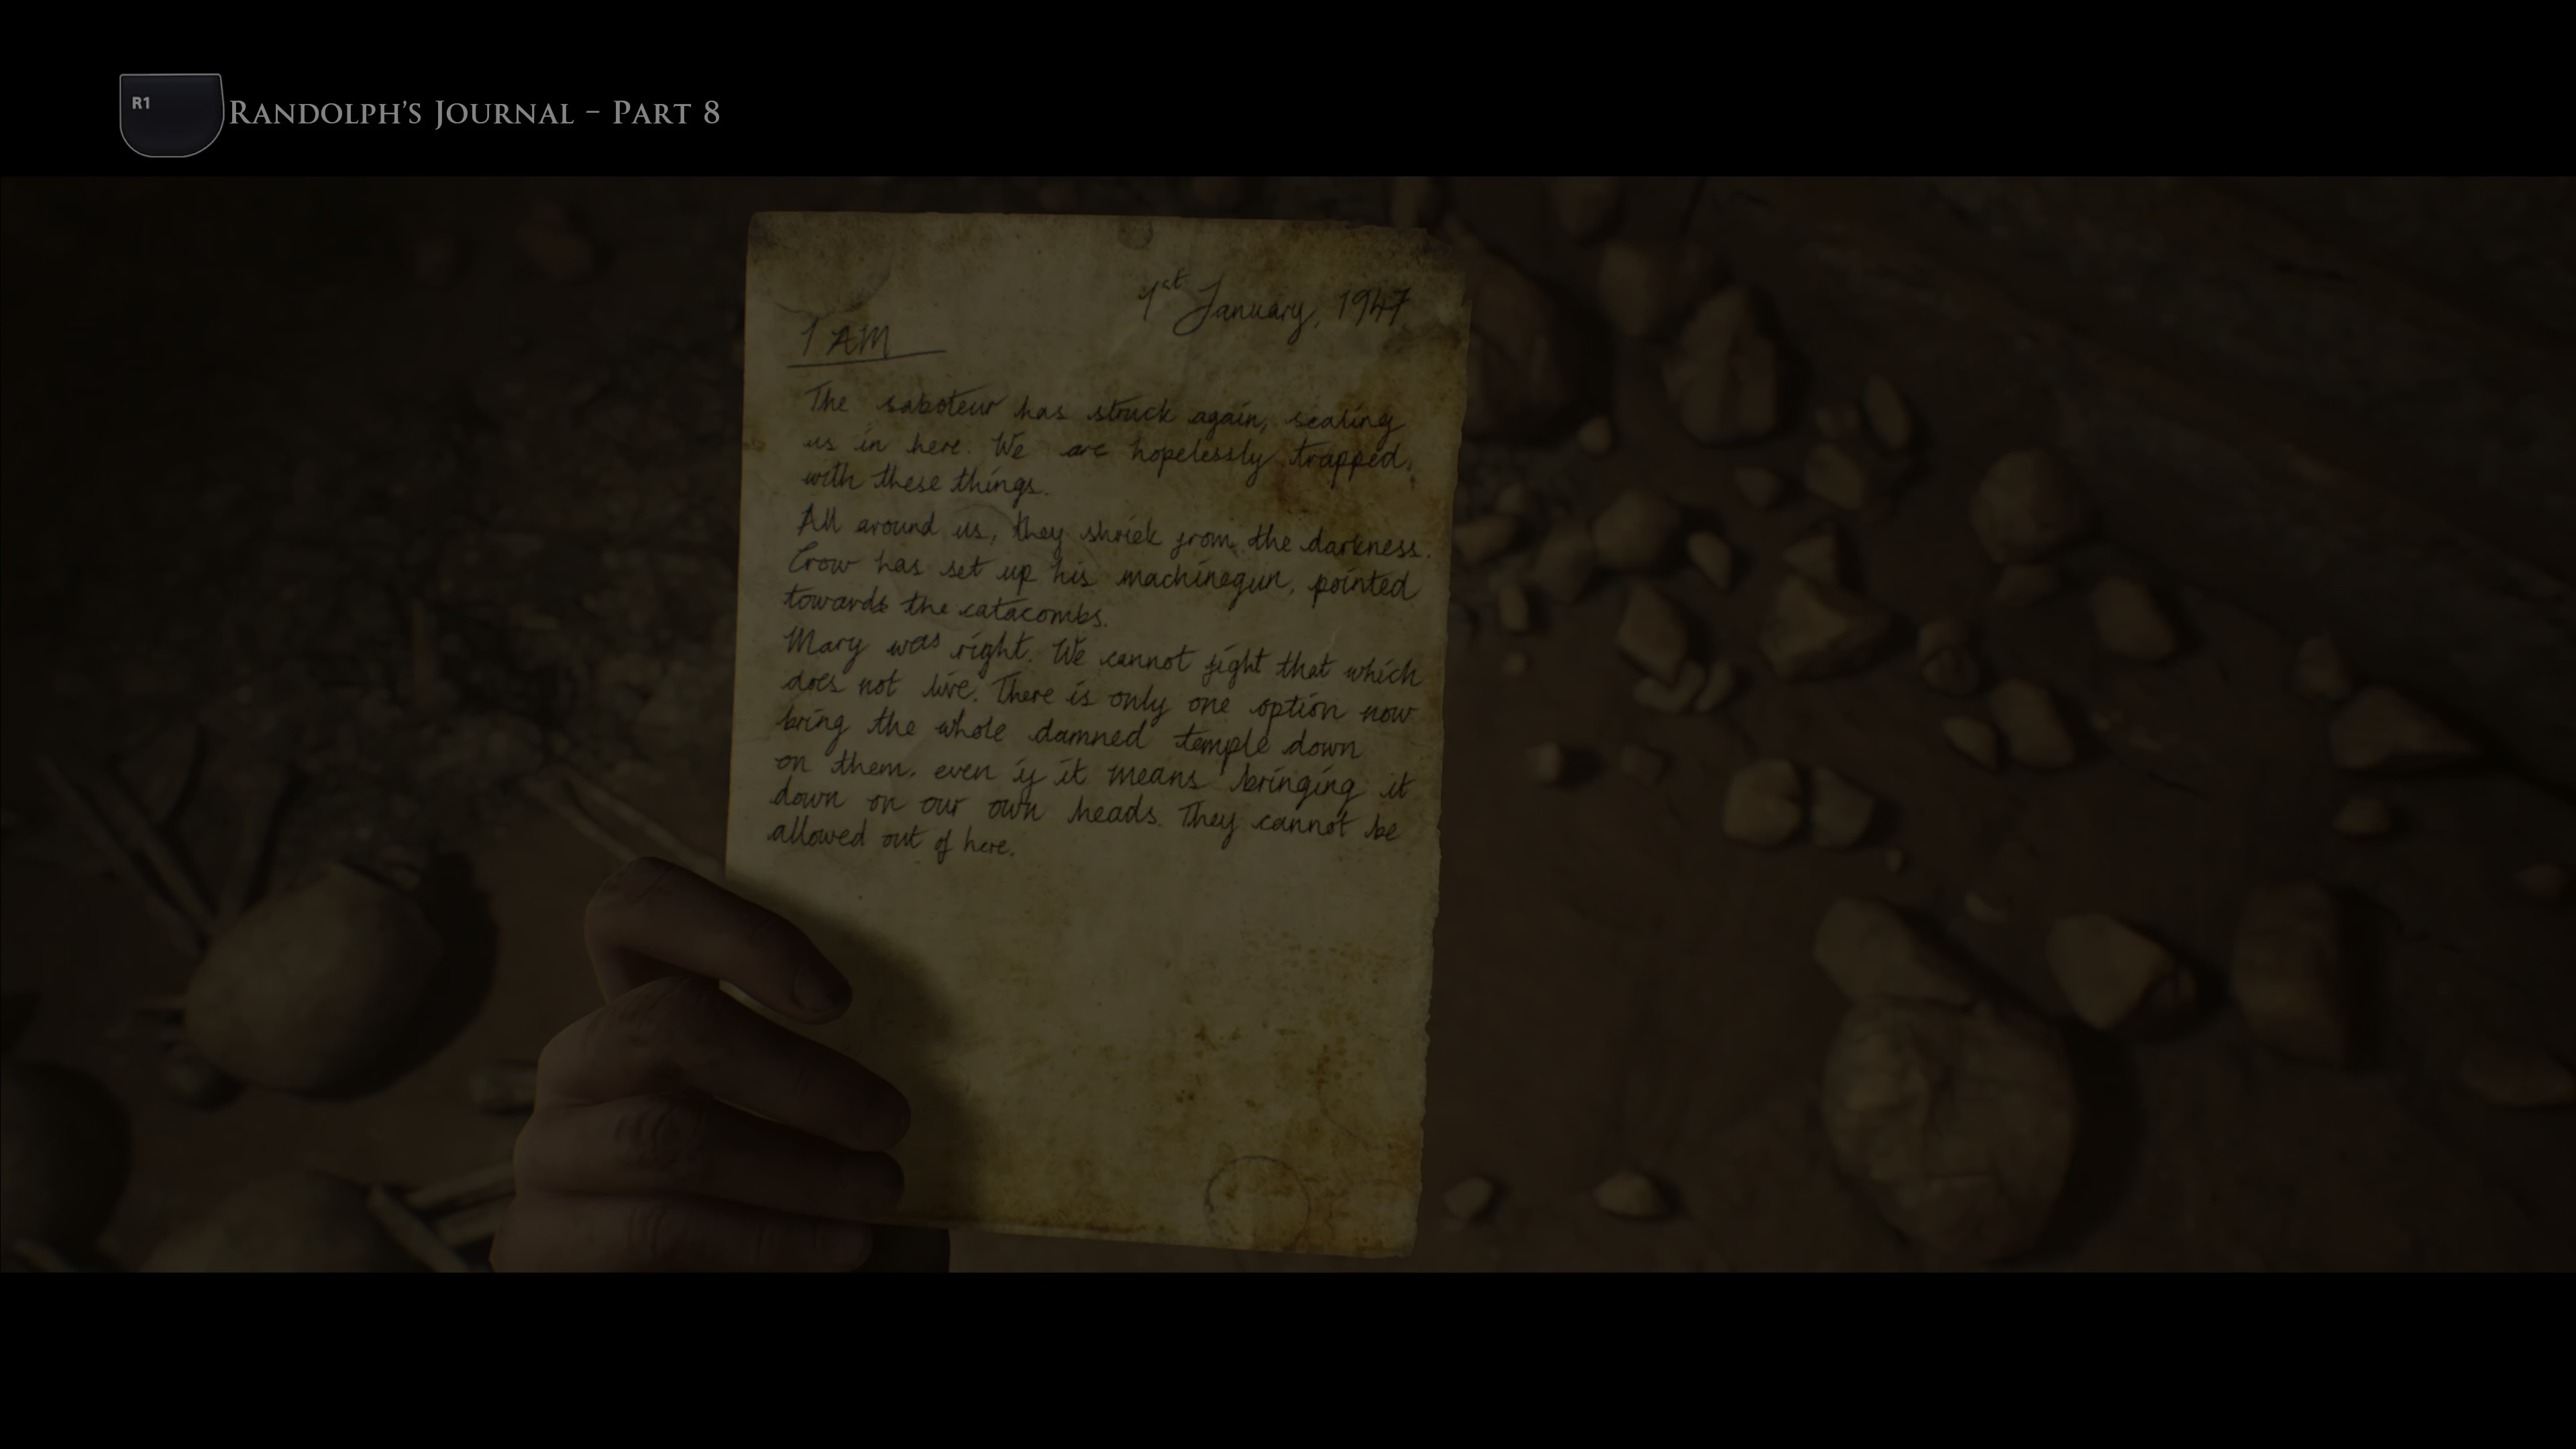 R1
RANDOLPH'S JOURNAL – PART 8
1st January, 1947
1 AM
The saboteur has struck again, sealing
us in here. We are hopelessly trapped,
with these things.
All around us, they shriek from the darkness.
Crow has set up his machinegun, pointed
towards the catacombs.
Mary was right. We cannot fight that which
does not live. There is only one option now
bring the whole damned temple down
on them. even if it means bringing it
down on our own heads. They cannot be
allowed out of here.